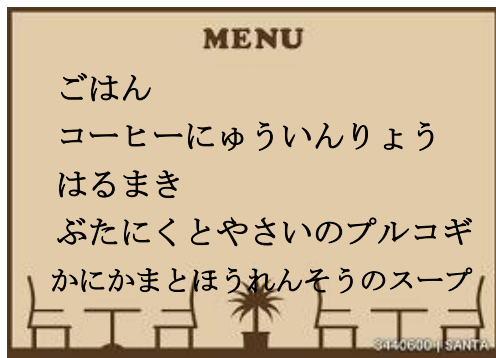 MENU
ごはん
コーヒーにゅういんりょう
はるまき
ぶたにくとやさいのプルコギ
かにかまとほうれんそうのスープ
3440600 | SANTA